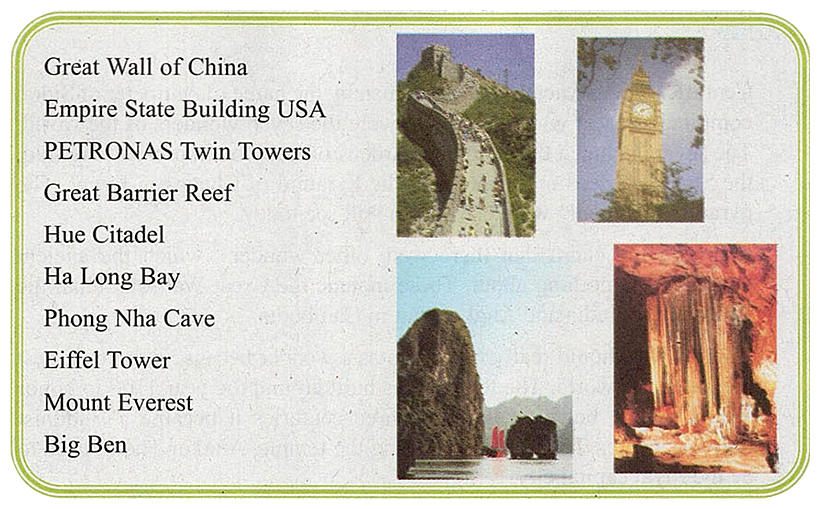 Great Wall of China
Empire State Building USA
PETRONAS Twin Towers
Great Barrier Reef
Hue Citadel
Ha Long Bay
Phong Nha Cave
Eiffel Tower
Mount Everest
Big Ben